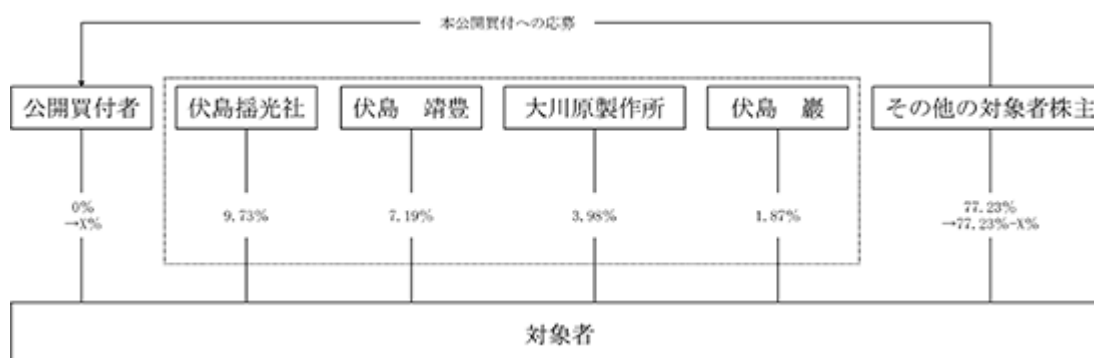 本公開買付への応募
公開買付者
伏島揺光社
伏島 靖豊
大川原製作所
伏島 巖
その他の対象者株主
0%
→X%
9.73%
7.19%
3.98%
1.87%
77.23%
→77.23%-X%
対象者